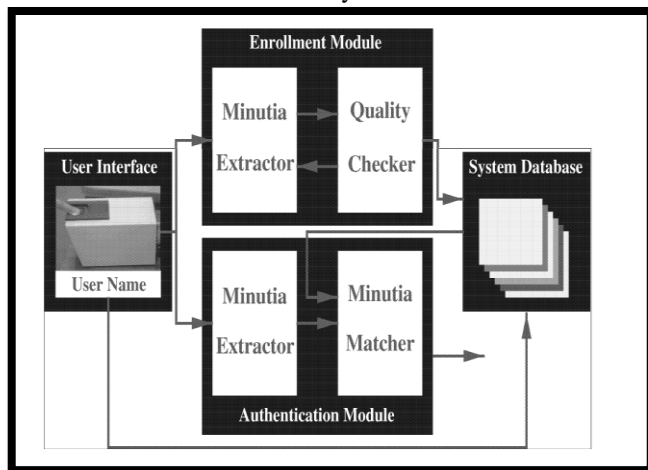 Enrollment Module
Minutia
Extractor
Quality
Checker
User Interface
User Name
System Database
Minutia
Extractor
Minutia
Matcher
Authentication Module